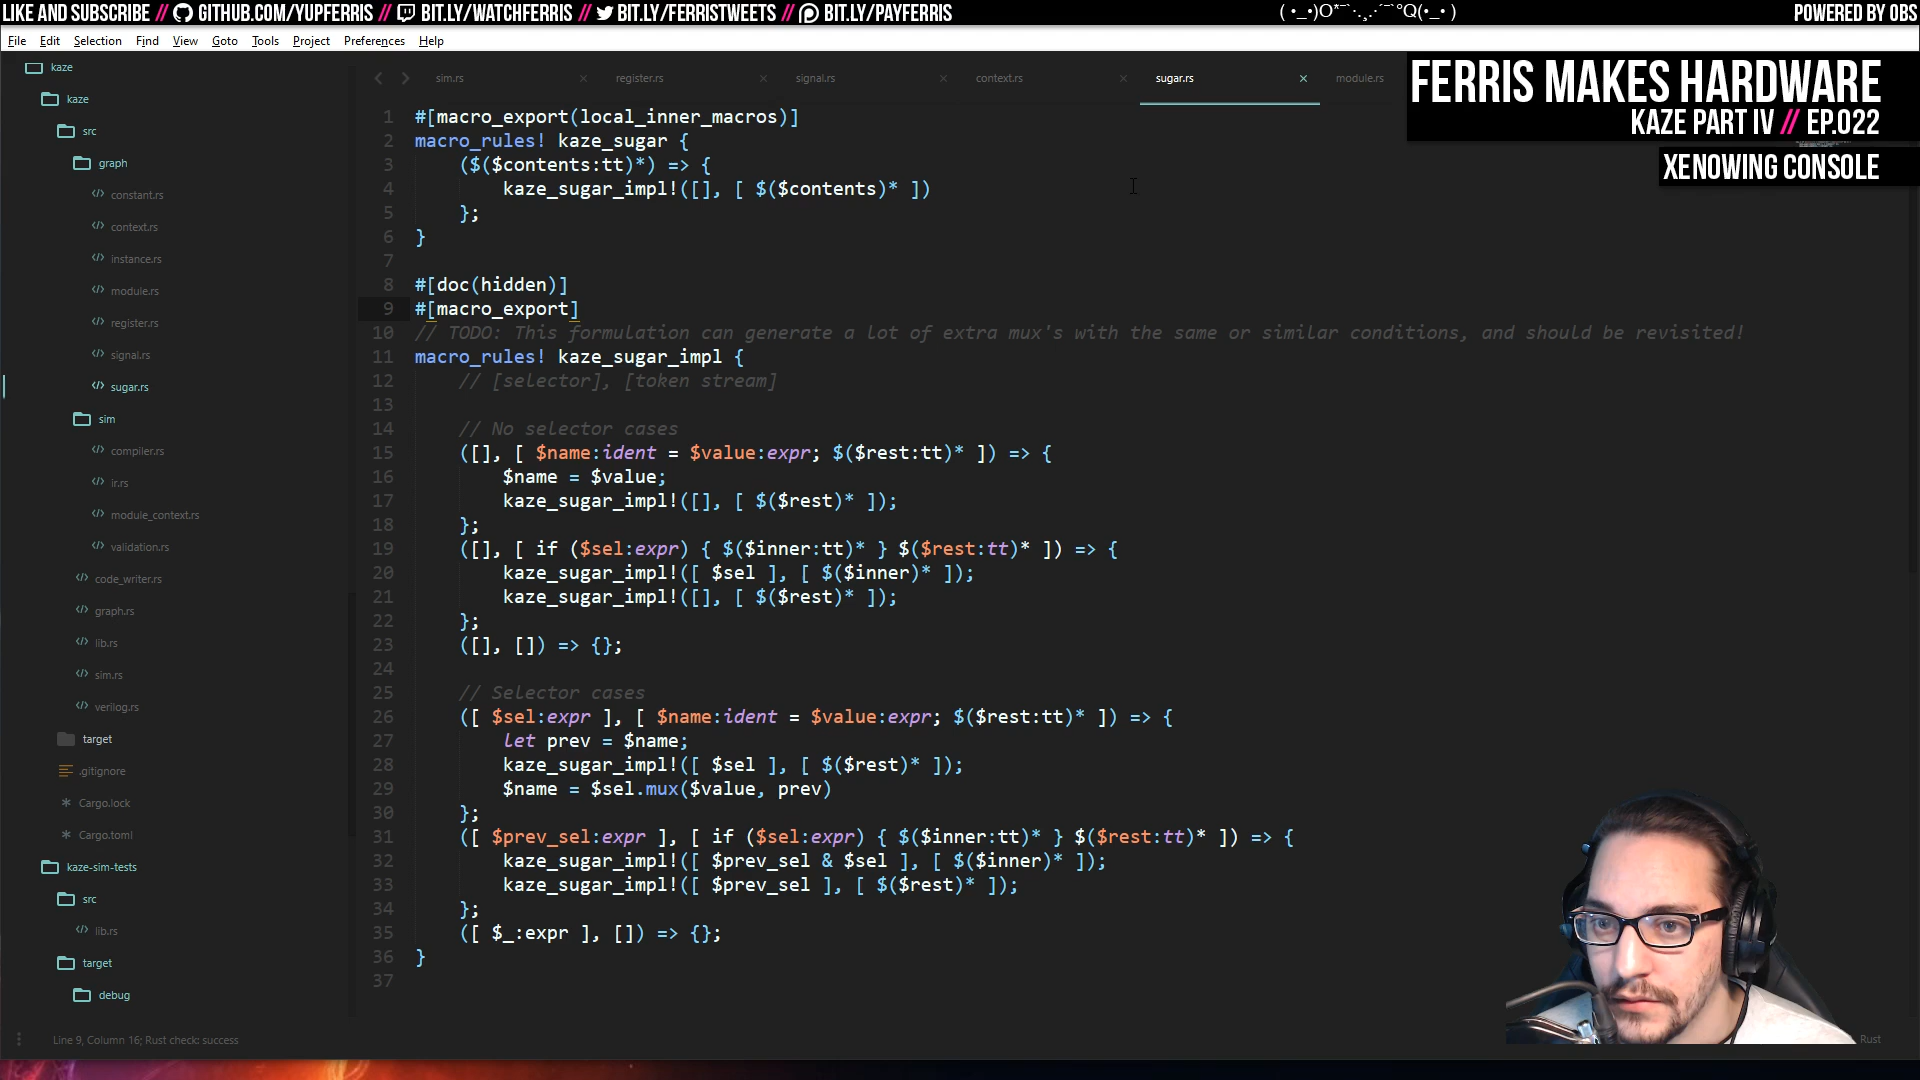 LIKE AND SUBSCRIBE // GITHUB.COM/YUPFERRIS // BIT.LY/WATCHFERRIS // BIT.LY/FERRISTWEETS // BIT.LY/PAYFERRIS
POWERED BY OBS
File Edit Selection Find View Goto Tools Project Preferences Help
FERRIS MAKES HARDWARE
KAZE PART IV // EP.022
XENOWING CONSOLE
kaze
kaze
src
graph
constant.rs
context.rs
instance.rs
module.rs
register.rs
signal.rs
sugar.rs
sim
compiler.rs
ir.rs
module_context.rs
validation.rs
code_writer.rs
graph.rs
lib.rs
sim.rs
verilog.rs
target
.gitignore
Cargo.lock
Cargo.toml
kaze-sim-tests
src
lib.rs
target
debug
sim.rs register.rs signal.rs context.rs sugar.rs module.rs
1 #[macro_export(local_inner_macros)]
2 macro_rules! kaze_sugar {
3 ($($contents:tt)*) => {
4 kaze_sugar_impl!([], [ $($contents)* ])
5 };
6 }
7
8 #[doc(hidden)]
9 #[macro_export]
10 // TODO: This formulation can generate a lot of extra mux's with the same or similar conditions, and should be revisited!
11 macro_rules! kaze_sugar_impl {
12 // [selector], [token stream]
13
14 // No selector cases
15 ([], [ $name:ident = $value:expr; $($rest:tt)* ]) => {
16 $name = $value;
17 kaze_sugar_impl!([], [ $($rest)* ]);
18 };
19 ([], [ if ($sel:expr) { $($inner:tt)* } $($rest:tt)* ]) => {
20 kaze_sugar_impl!([ $sel ], [ $($inner)* ]);
21 kaze_sugar_impl!([], [ $($rest)* ]);
22 };
23 ([], []) => {};
24
25 // Selector cases
26 ([ $sel:expr ], [ $name:ident = $value:expr; $($rest:tt)* ]) => {
27 let prev = $name;
28 kaze_sugar_impl!([ $sel ], [ $($rest)* ]);
29 $name = $sel.mux($value, prev)
30 };
31 ([ $prev_sel:expr ], [ if ($sel:expr) { $($inner:tt)* } $($rest:tt)* ]) => {
32 kaze_sugar_impl!([ $prev_sel & $sel ], [ $($inner)* ]);
33 kaze_sugar_impl!([ $prev_sel ], [ $($rest)* ]);
34 };
35 ([ $_:expr ], []) => {};
36 }
37
Line 9, Column 16; Rust check: success
Rust